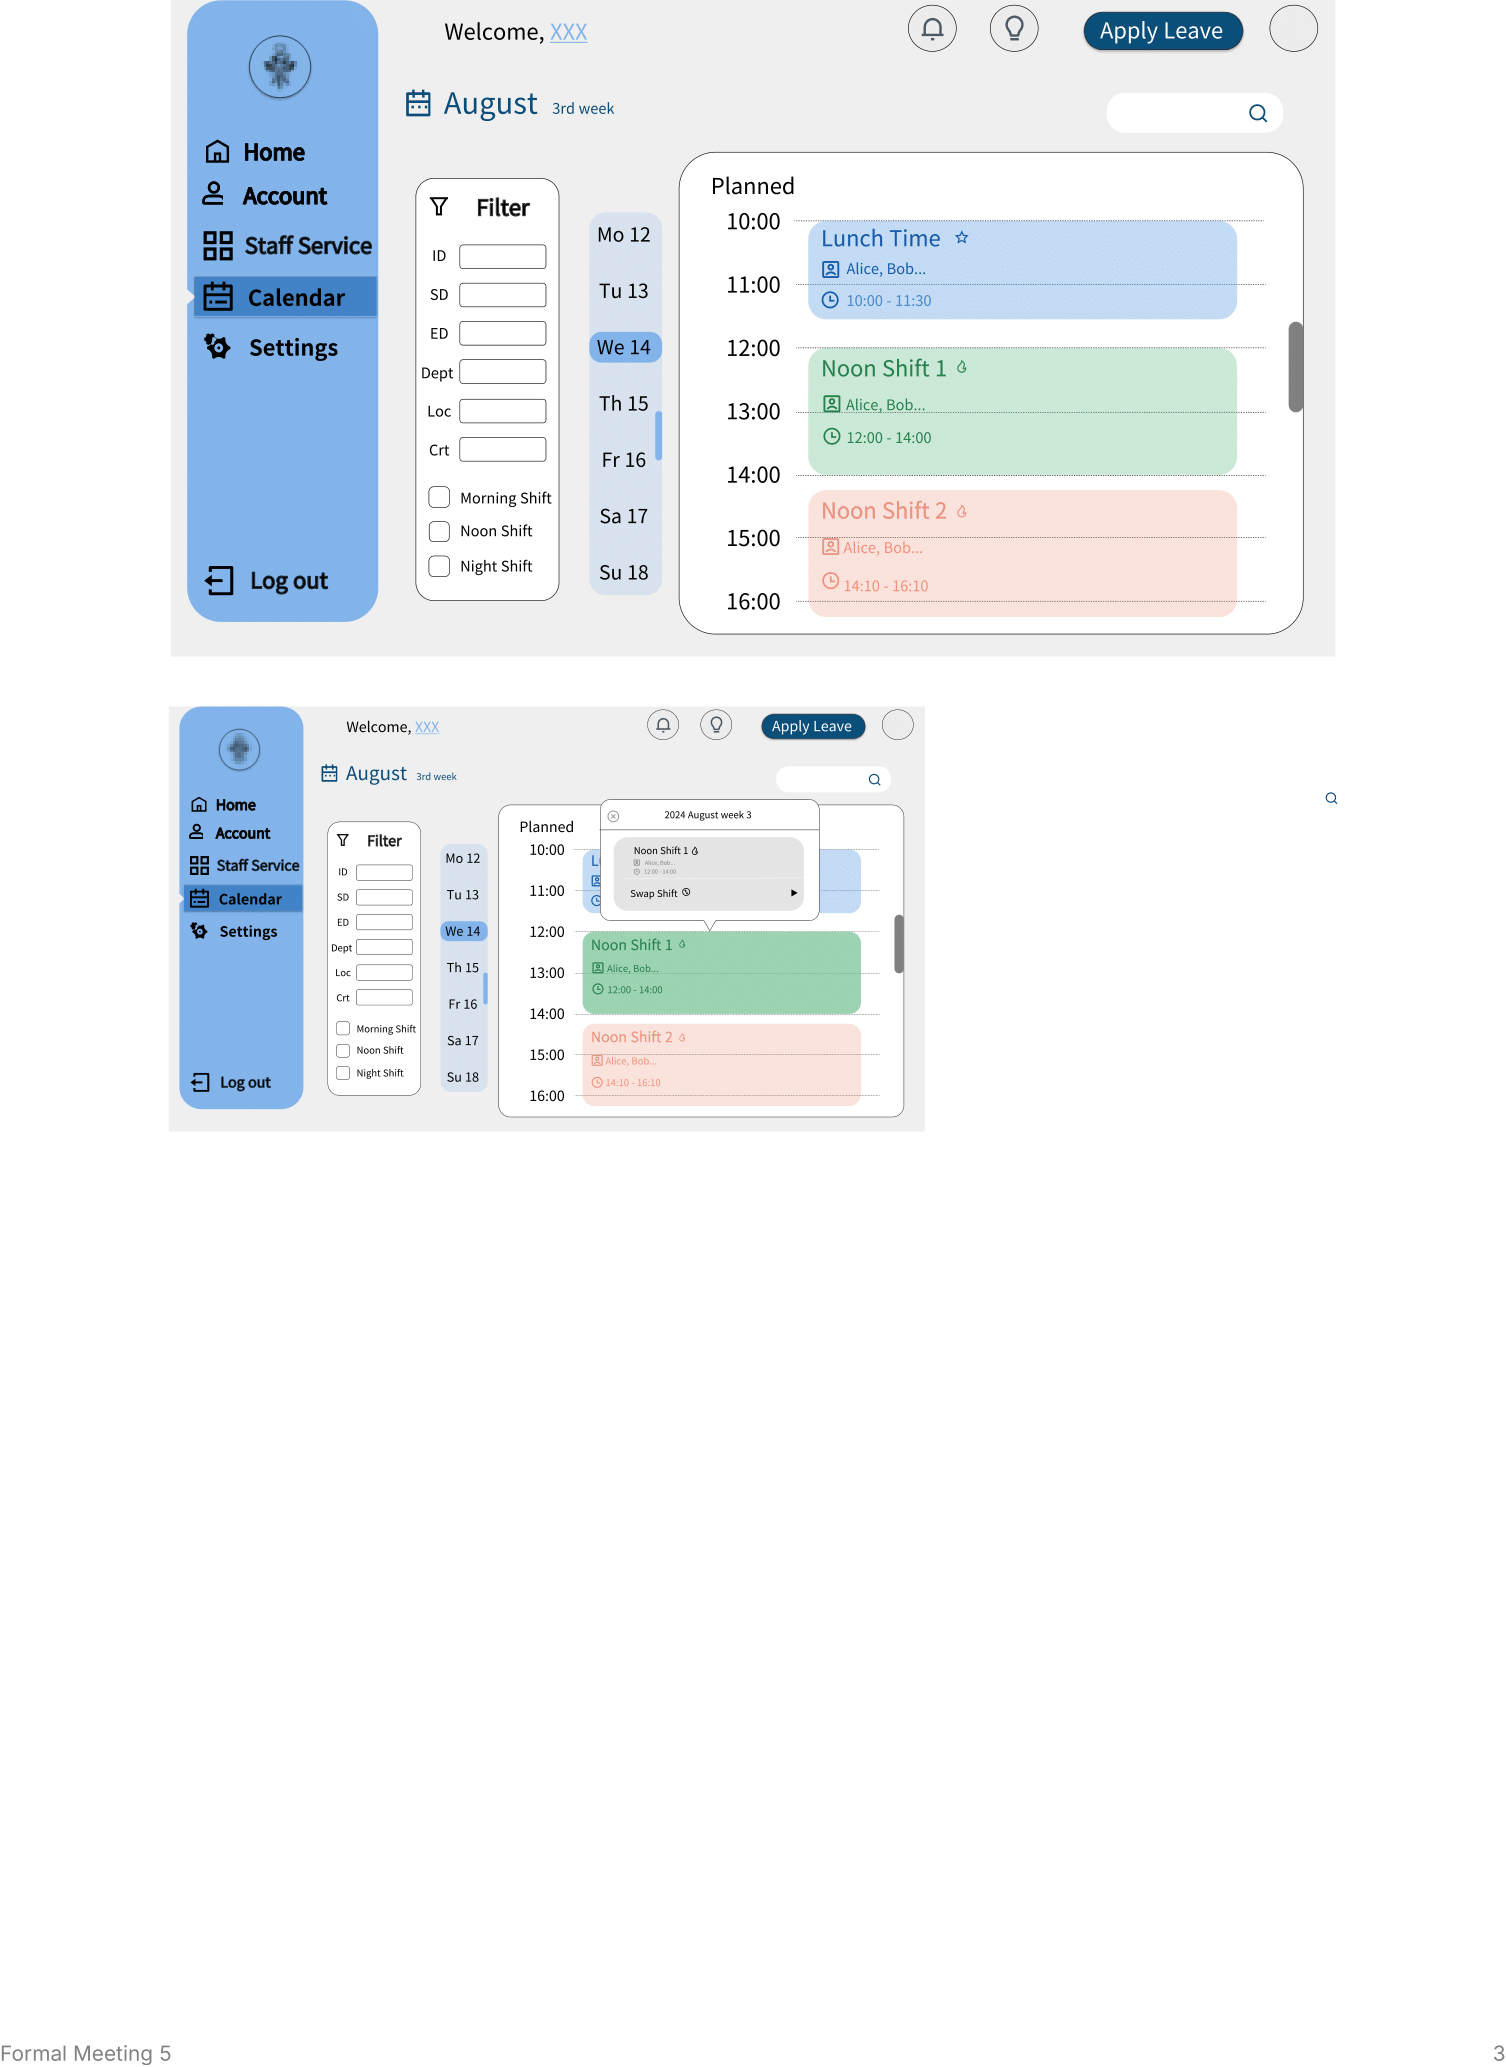 Welcome, XXX
Apply Leave
August 3rd week
Home
Account
Staff Service
Calendar
Settings
Log out
Filter
ID
SD
ED
Dept
Loc
Crt
Morning Shift
Noon Shift
Night Shift
Mo 12
Tu 13
We 14
Th 15
Fr 16
Sa 17
Su 18
Planned
10:00
Lunch Time
Alice, Bob...
11:00
10:00 - 11:30
12:00
Noon Shift 1
Alice, Bob...
13:00
12:00 - 14:00
14:00
Noon Shift 2
15:00
Alice, Bob...
14:10 - 16:10
16:00
Welcome, XXX
Apply Leave
August 3rd week
Home
Account
Staff Service
Calendar
Settings
Log out
Filter
ID
SD
ED
Dept
Loc
Crt
Morning Shift
Noon Shift
Night Shift
Mo 12
Tu 13
We 14
Th 15
Fr 16
Sa 17
Su 18
Planned
2024 August week 3
Noon Shift 1
Alice, Bob...
12:00 - 14:00
Swap Shift
10:00
Lu
11:00
12:00
Noon Shift 1
Alice, Bob...
13:00
12:00 - 14:00
14:00
Noon Shift 2
15:00
Alice, Bob...
14:10 - 16:10
16:00
Formal Meeting 5
3